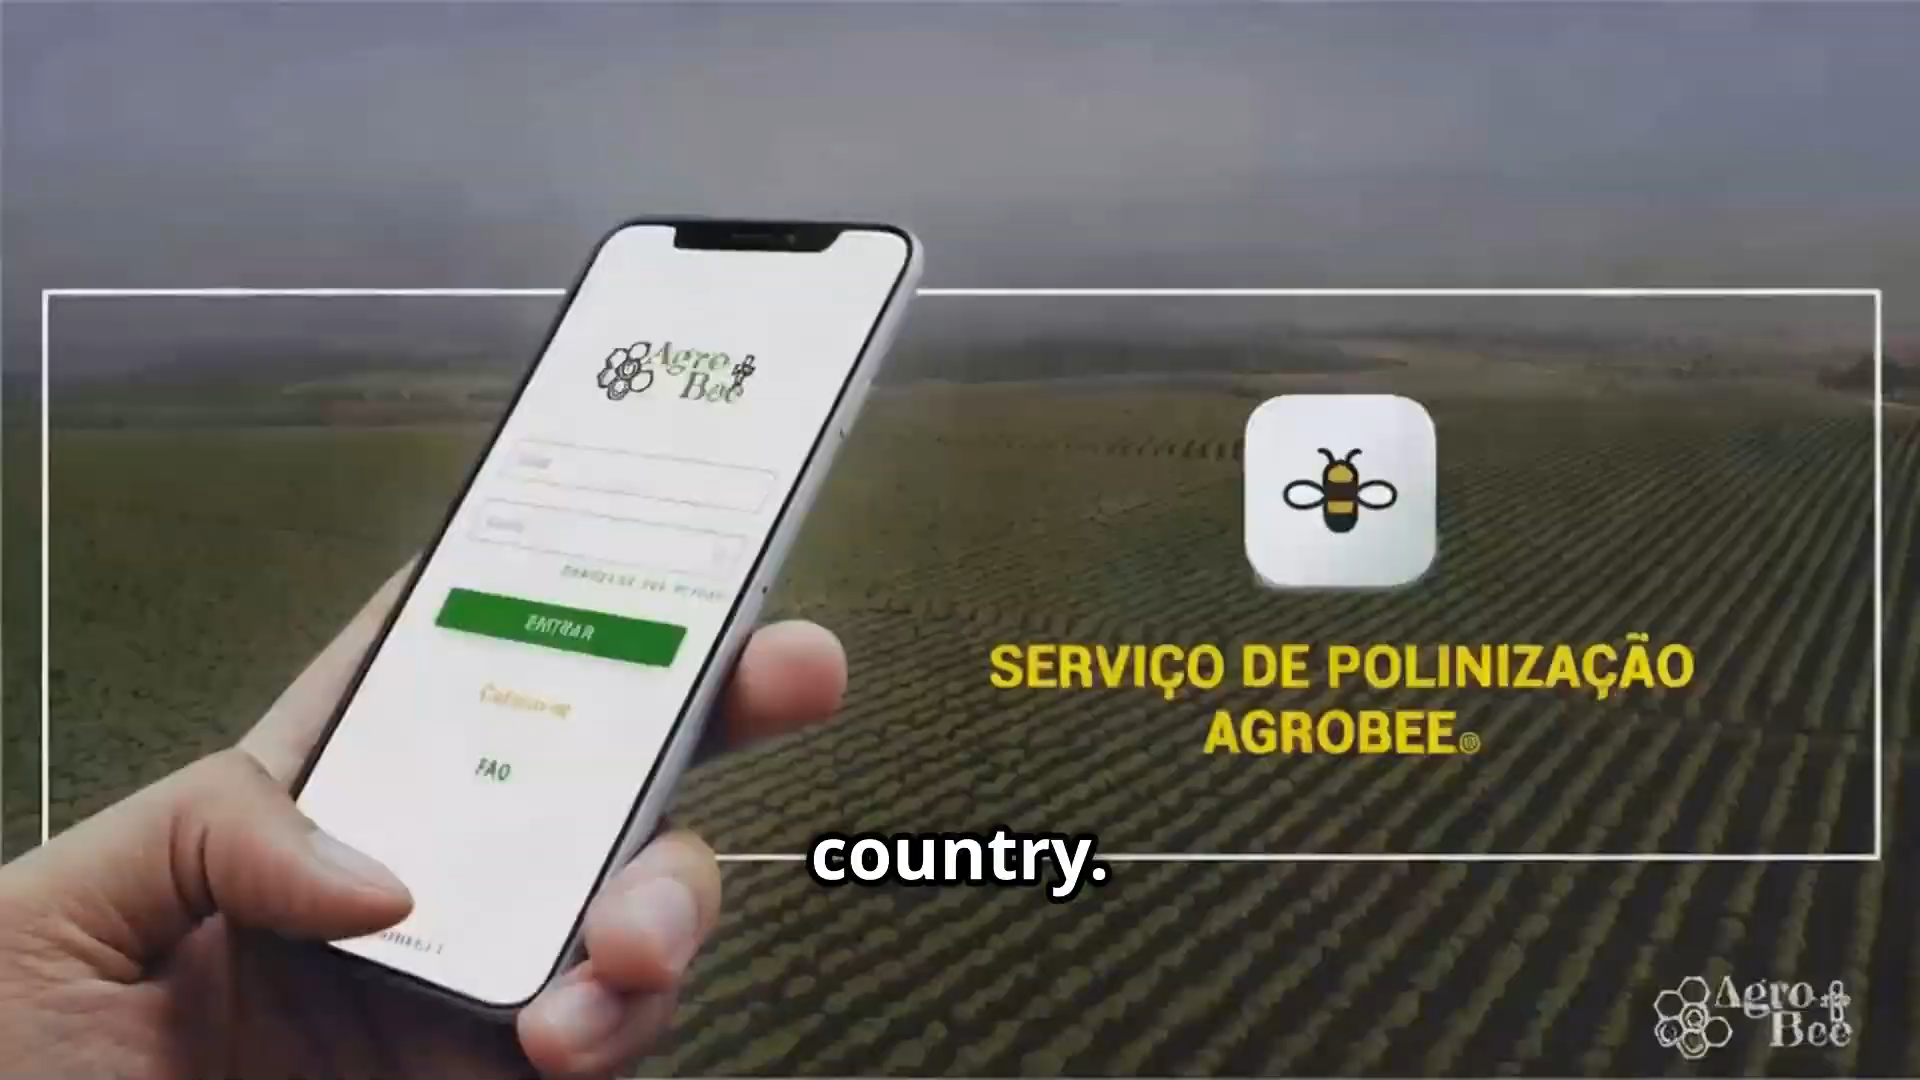 Agro
Bee
ENTRAR
FAQ
SERVIÇO DE POLINIZAÇÃO
AGROBEE®
country.
Agro
Bee